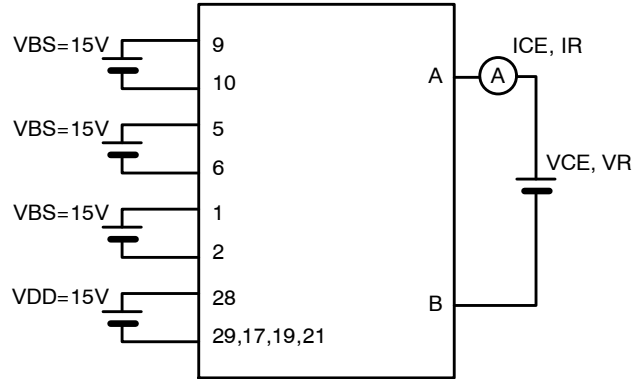 VBS=15V
9
10
VBS=15V
5
6
VBS=15V
1
2
VDD=15V
28
29,17,19,21
A
A
ICE, IR
VCE, VR
B